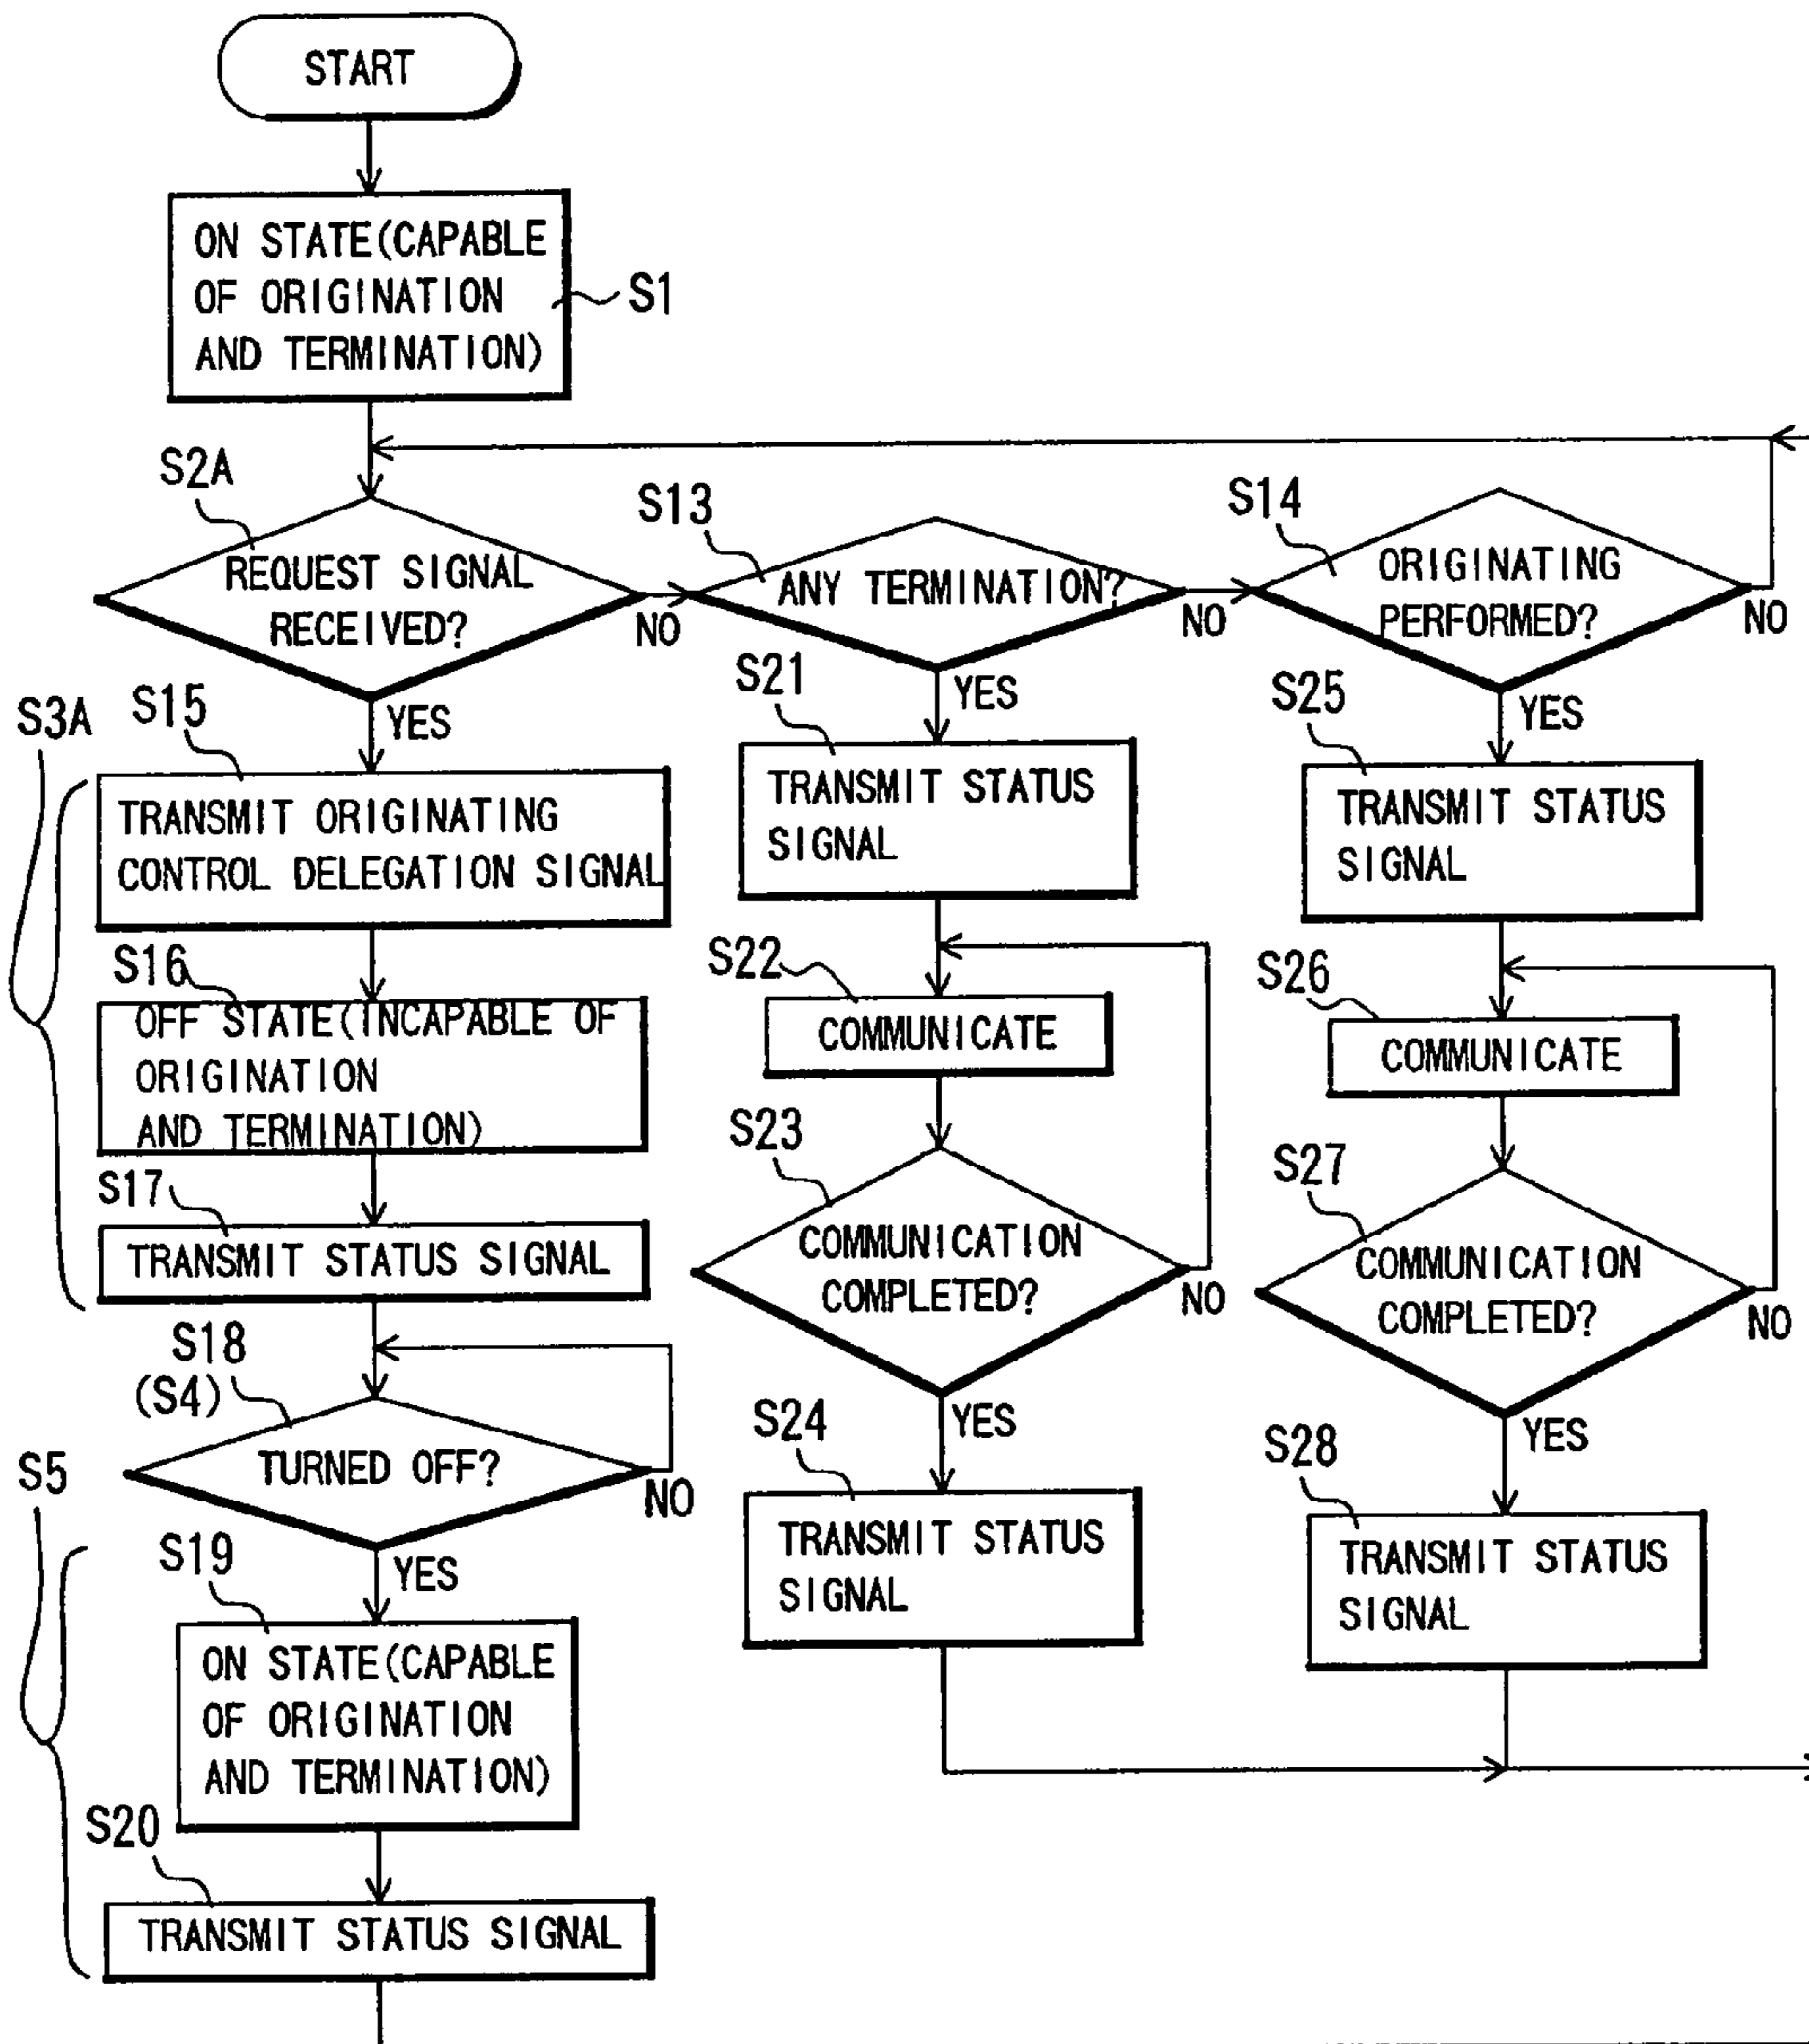 START
ON STATE(CAPABLE
OF ORIGINATION
AND TERMINATION)
S1
S2A
REQUEST SIGNAL
RECEIVED?
NO
YES
S13
ANY TERMINATION?
NO
YES
S14
ORIGINATING
PERFORMED?
NO
YES
S3A
S15
TRANSMIT ORIGINATING
CONTROL DELEGATION SIGNAL
S16
OFF STATE(INCAPABLE OF
ORIGINATION
AND TERMINATION)
S17
TRANSMIT STATUS SIGNAL
S18
(S4)
TURNED OFF?
NO
YES
S5
S19
ON STATE(CAPABLE
OF ORIGINATION
AND TERMINATION)
S20
TRANSMIT STATUS SIGNAL
S21
TRANSMIT STATUS
SIGNAL
S22
COMMUNICATE
S23
COMMUNICATION
COMPLETED?
NO
YES
S24
TRANSMIT STATUS
SIGNAL
S25
TRANSMIT STATUS
SIGNAL
S26
COMMUNICATE
S27
COMMUNICATION
COMPLETED?
NO
YES
S28
TRANSMIT STATUS
SIGNAL